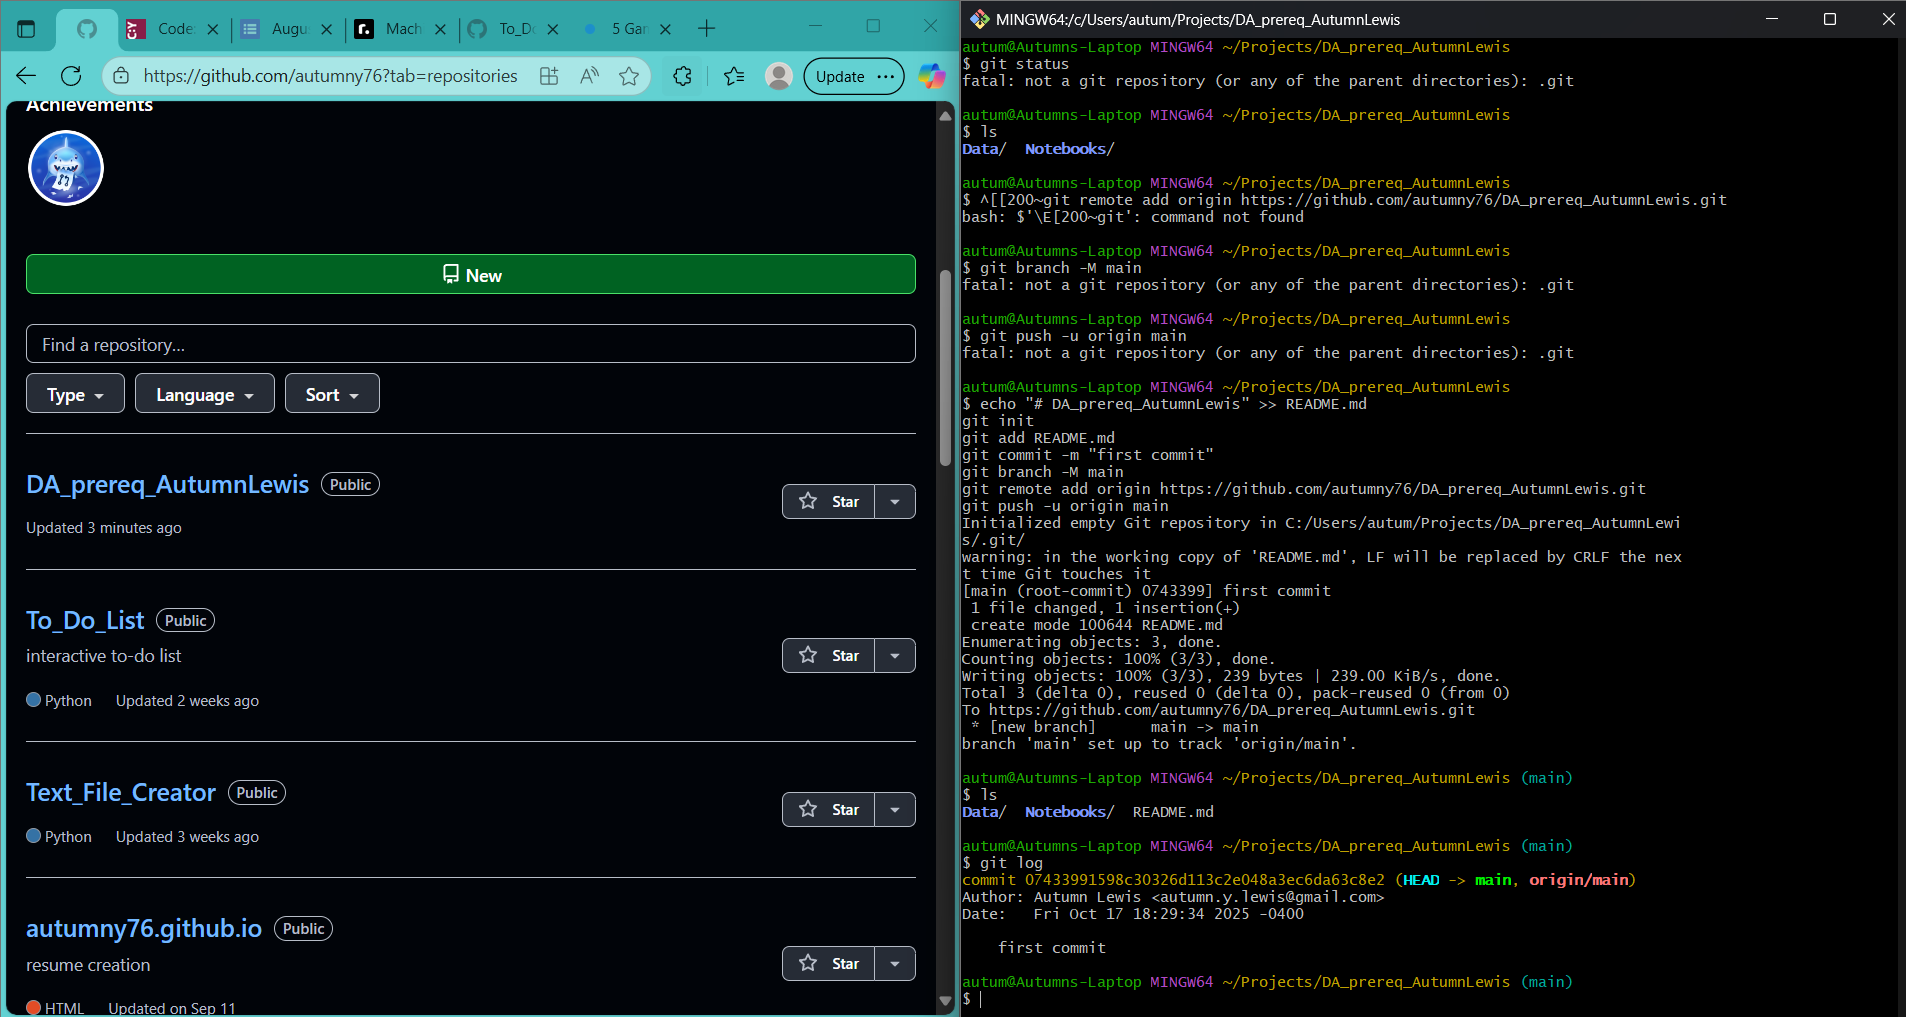 Code
Augu
Mach
To_Do
5 Gar
https://github.com/autumny76?tab=repositories
Update
Achievements
New
Find a repository...
Type
Language
Sort
DA_prereq_AutumnLewis
Public
Star
Updated 3 minutes ago
To_Do_List
Public
interactive to-do list
Star
Python
Updated 2 weeks ago
Text_File_Creator
Public
Star
Python
Updated 3 weeks ago
autumny76.github.io
Public
resume creation
Star
HTML
Updated on Sep 11
MINGW64:/c/Users/autum/Projects/DA_prereq_AutumnLewis
autum@Autumns-Laptop MINGW64 ~/Projects/DA_prereq_AutumnLewis
$ git status
fatal: not a git repository (or any of the parent directories): .git
autum@Autumns-Laptop MINGW64 ~/Projects/DA_prereq_AutumnLewis
$ ls
Data/  Notebooks/
autum@Autumns-Laptop MINGW64 ~/Projects/DA_prereq_AutumnLewis
$ ^[[200~git remote add origin https://github.com/autumny76/DA_prereq_AutumnLewis.git
bash: $'\E[200~git': command not found
autum@Autumns-Laptop MINGW64 ~/Projects/DA_prereq_AutumnLewis
$ git branch -M main
fatal: not a git repository (or any of the parent directories): .git
autum@Autumns-Laptop MINGW64 ~/Projects/DA_prereq_AutumnLewis
$ git push -u origin main
fatal: not a git repository (or any of the parent directories): .git
autum@Autumns-Laptop MINGW64 ~/Projects/DA_prereq_AutumnLewis
$ echo "# DA_prereq_AutumnLewis" >> README.md
git init
git add README.md
git commit -m "first commit"
git branch -M main
git remote add origin https://github.com/autumny76/DA_prereq_AutumnLewis.git
git push -u origin main
Initialized empty Git repository in C:/Users/autum/Projects/DA_prereq_AutumnLewi
s/.git/
warning: in the working copy of 'README.md', LF will be replaced by CRLF the nex
t time Git touches it
[main (root-commit) 0743399] first commit
 1 file changed, 1 insertion(+)
 create mode 100644 README.md
Enumerating objects: 3, done.
Counting objects: 100% (3/3), done.
Writing objects: 100% (3/3), 239 bytes | 239.00 KiB/s, done.
Total 3 (delta 0), reused 0 (delta 0), pack-reused 0 (from 0)
To https://github.com/autumny76/DA_prereq_AutumnLewis.git
 * [new branch]      main -> main
branch 'main' set up to track 'origin/main'.
autum@Autumns-Laptop MINGW64 ~/Projects/DA_prereq_AutumnLewis (main)
$ ls
Data/  Notebooks/  README.md
autum@Autumns-Laptop MINGW64 ~/Projects/DA_prereq_AutumnLewis (main)
$ git log
commit 07433991598c30326d113c2e048a3ec6da63c8e2 (HEAD -> main, origin/main)
Author: Autumn Lewis <autumn.y.lewis@gmail.com>
Date:   Fri Oct 17 18:29:34 2025 -0400
    first commit
autum@Autumns-Laptop MINGW64 ~/Projects/DA_prereq_AutumnLewis (main)
$